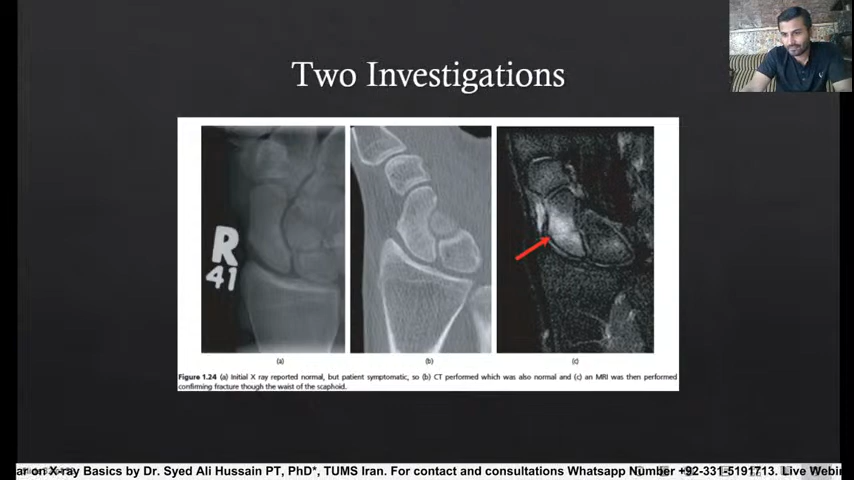 Two Investigations
R
41
(a)
(b)
(c)
Figure 1.24 (a) Initial X ray reported normal, but patient symptomatic, so (b) CT performed which was also normal and (c) an MRI was then performed
confirming fracture though the waist of the scaphoid.
ar on X-ray Basics by Dr. Syed Ali Hussain PT, PhD*, TUMS Iran. For contact and consultations Whatsapp Number +92-331-5191713. Live Webi